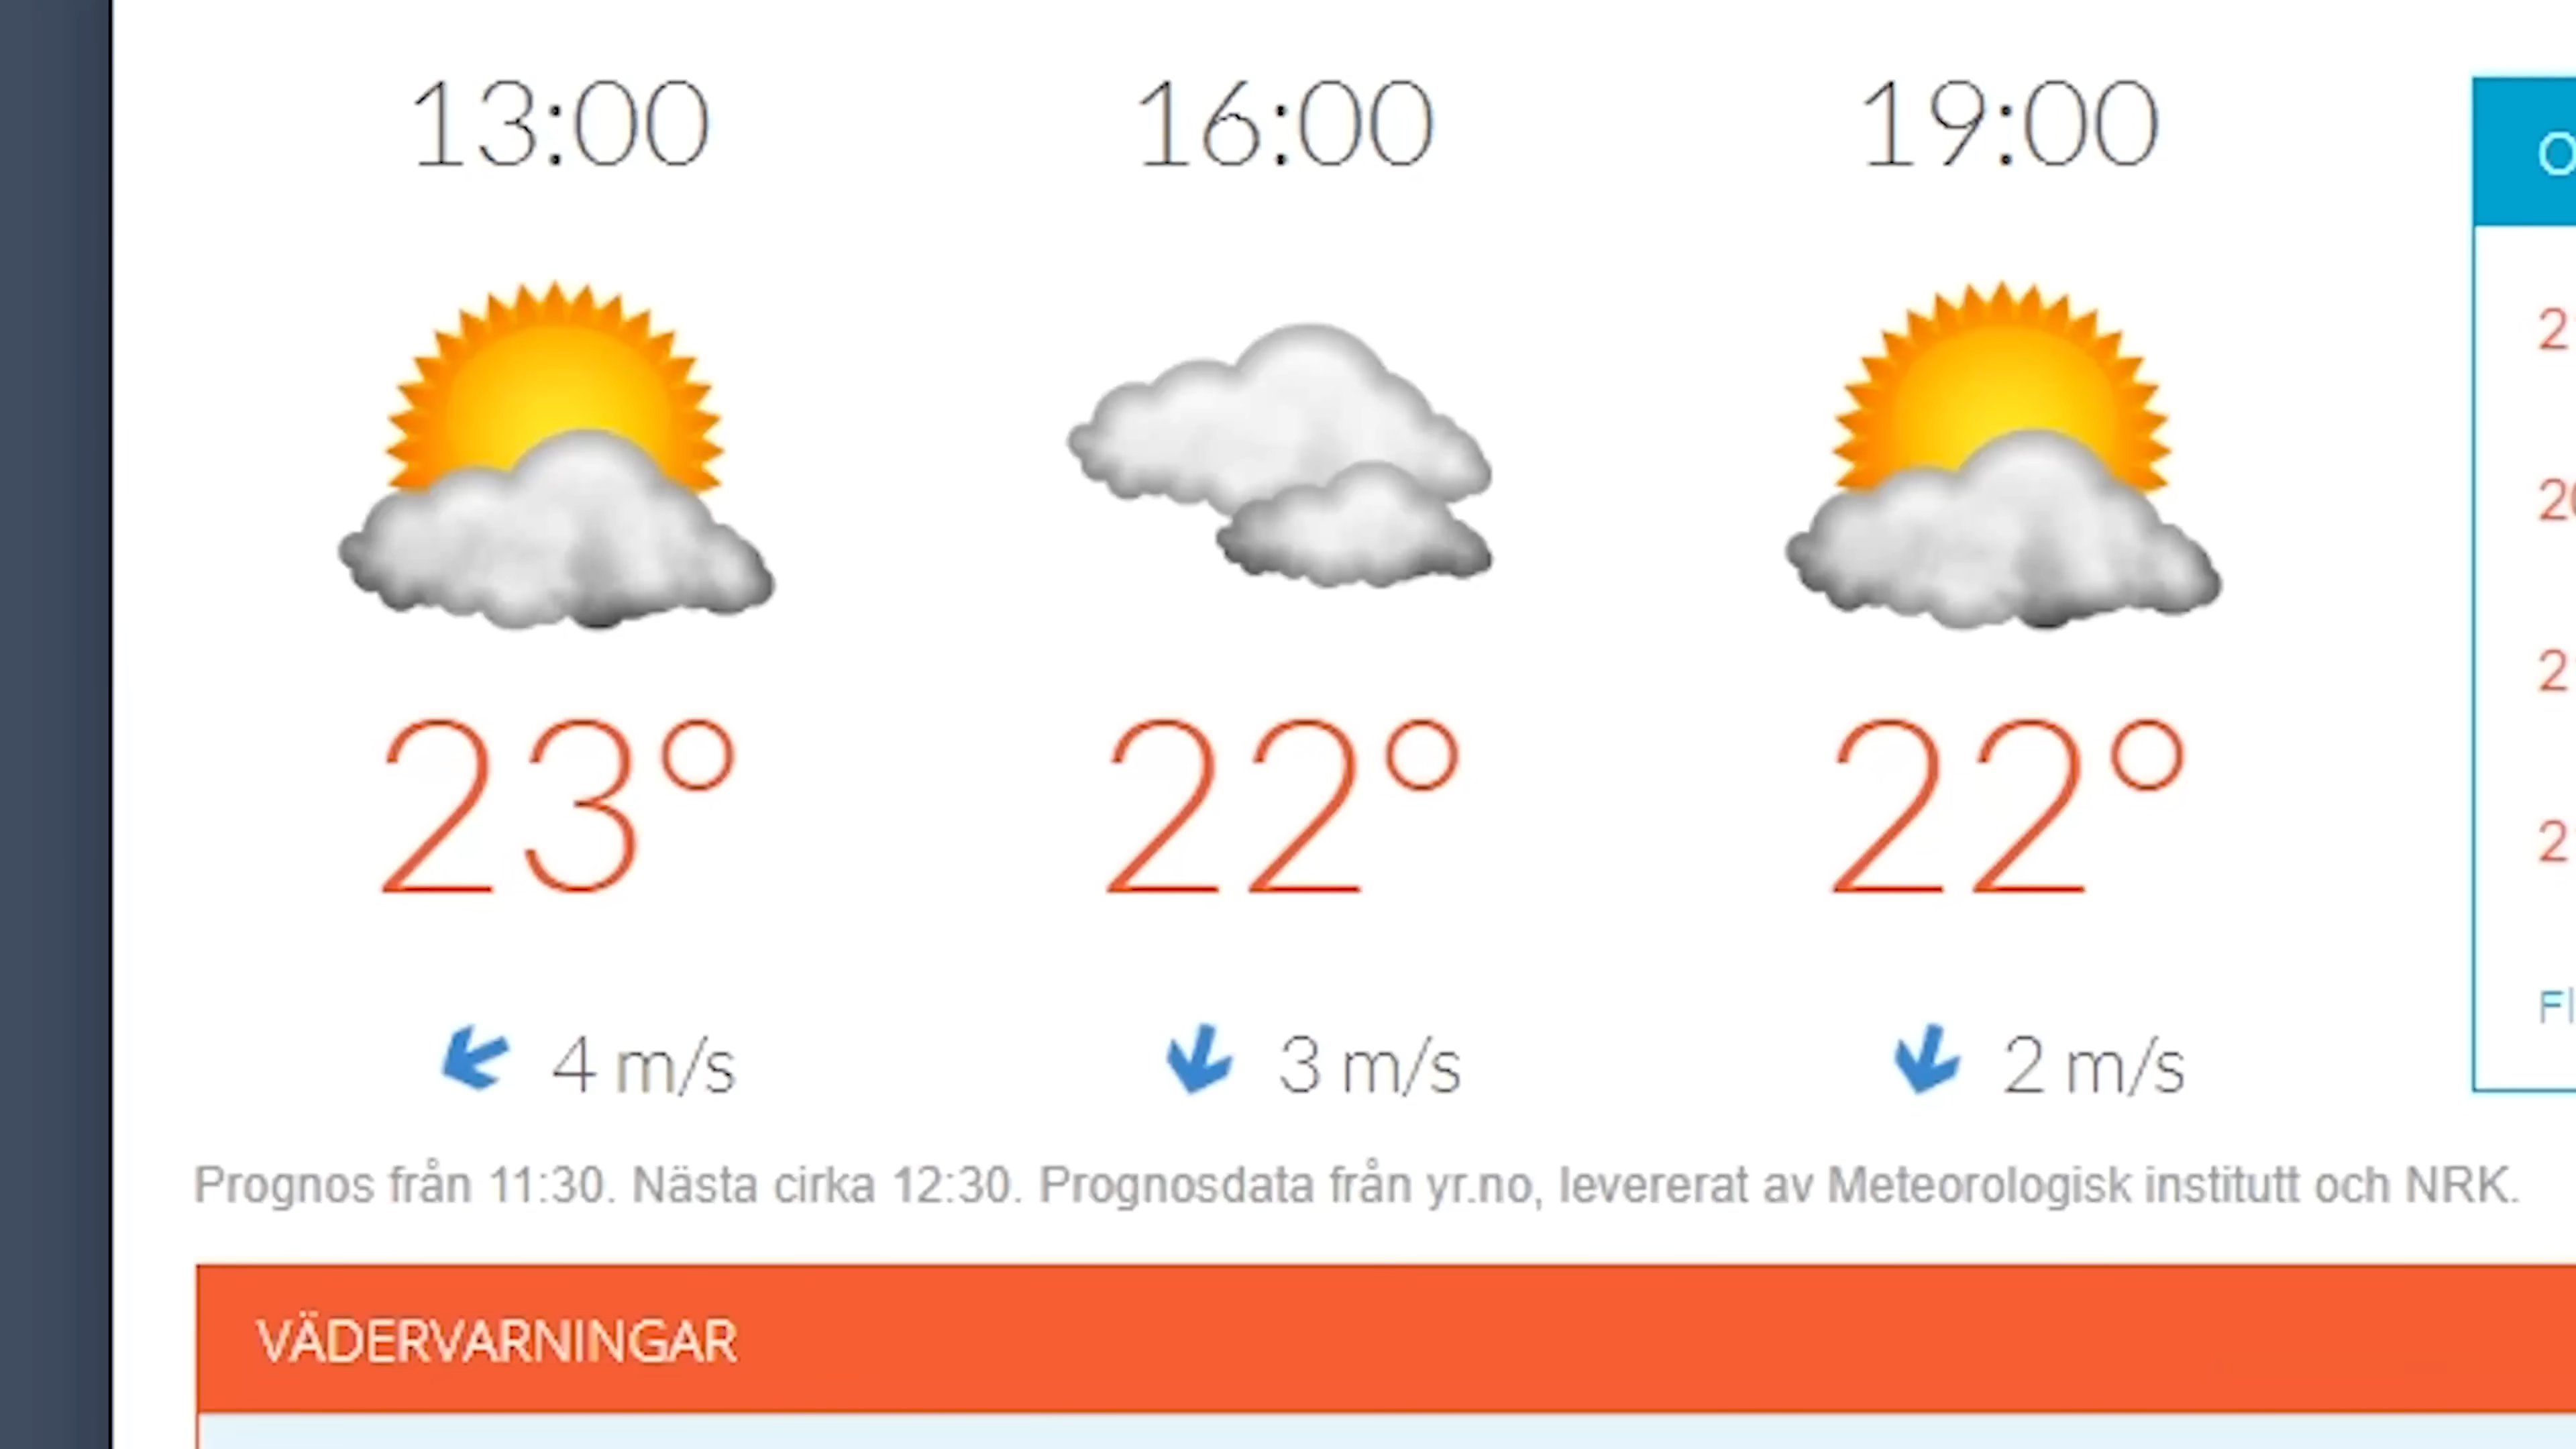 13:00 16:00 19:00
23° 22° 22°
4 m/s 3 m/s 2 m/s
Prognos från 11:30. Nästa cirka 12:30. Prognosdata från yr.no, levererat av Meteorologisk institutt och NRK.
VÄDERVARNINGAR